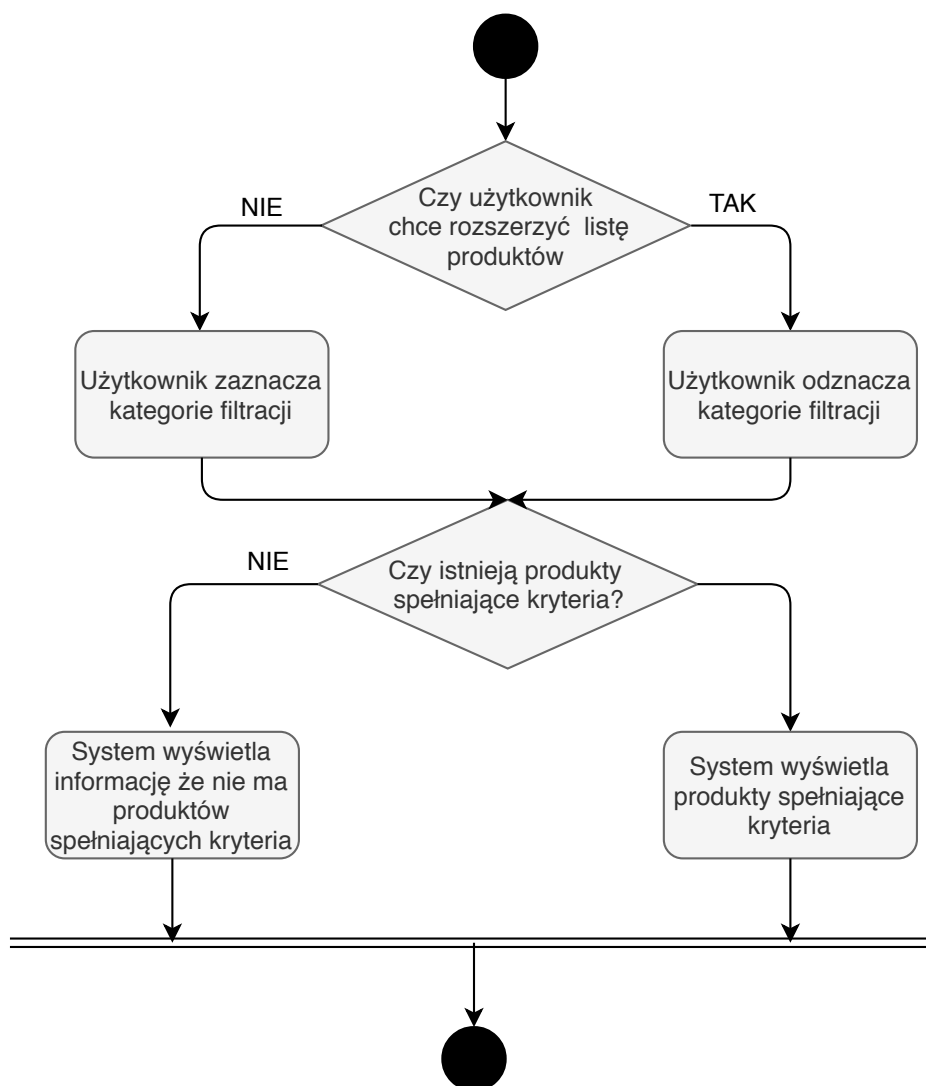 Czy użytkownik
chce rozszerzyć  listę
produktów
NIE
TAK
Użytkownik zaznacza
kategorie filtracji
Użytkownik odznacza
kategorie filtracji
NIE
Czy istnieją produkty
spełniające kryteria?
System wyświetla
informację że nie ma
produktów
spełniających kryteria
System wyświetla
produkty spełniające
kryteria